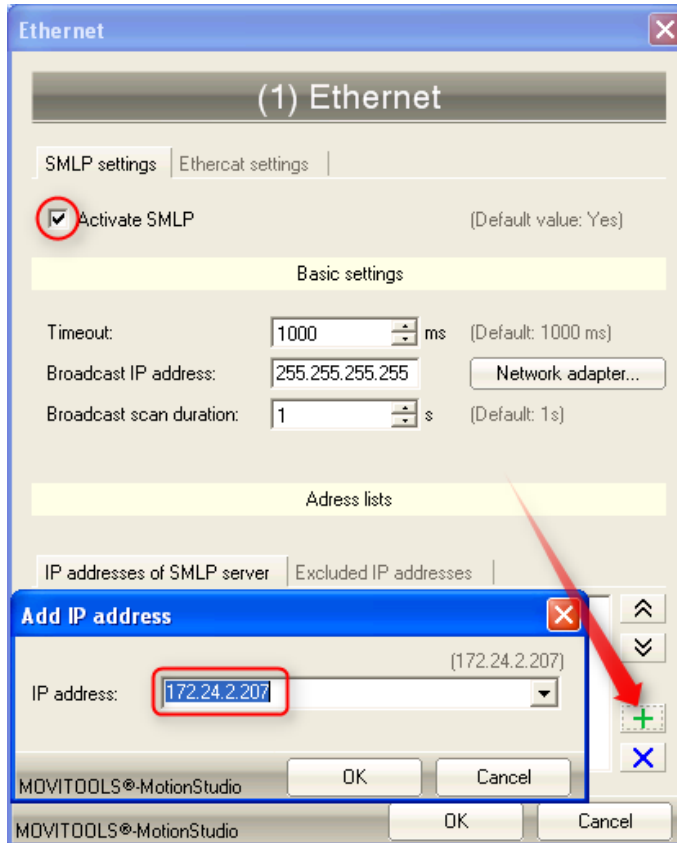 Ethernet
(1) Ethernet
SMLP settings Ethercat settings
Activate SMLP (Default value: Yes)
Basic settings
Timeout: 1000 ms (Default: 1000 ms)
Broadcast IP address: 255.255.255.255 Network adapter...
Broadcast scan duration: 1 s (Default: 1s)
Adress lists
IP addresses of SMLP server Excluded IP addresses
Add IP address
(172.24.2.207)
IP address: 172.24.2.207
MOVITOOLS®-MotionStudio OK Cancel
MOVITOOLS®-MotionStudio OK Cancel